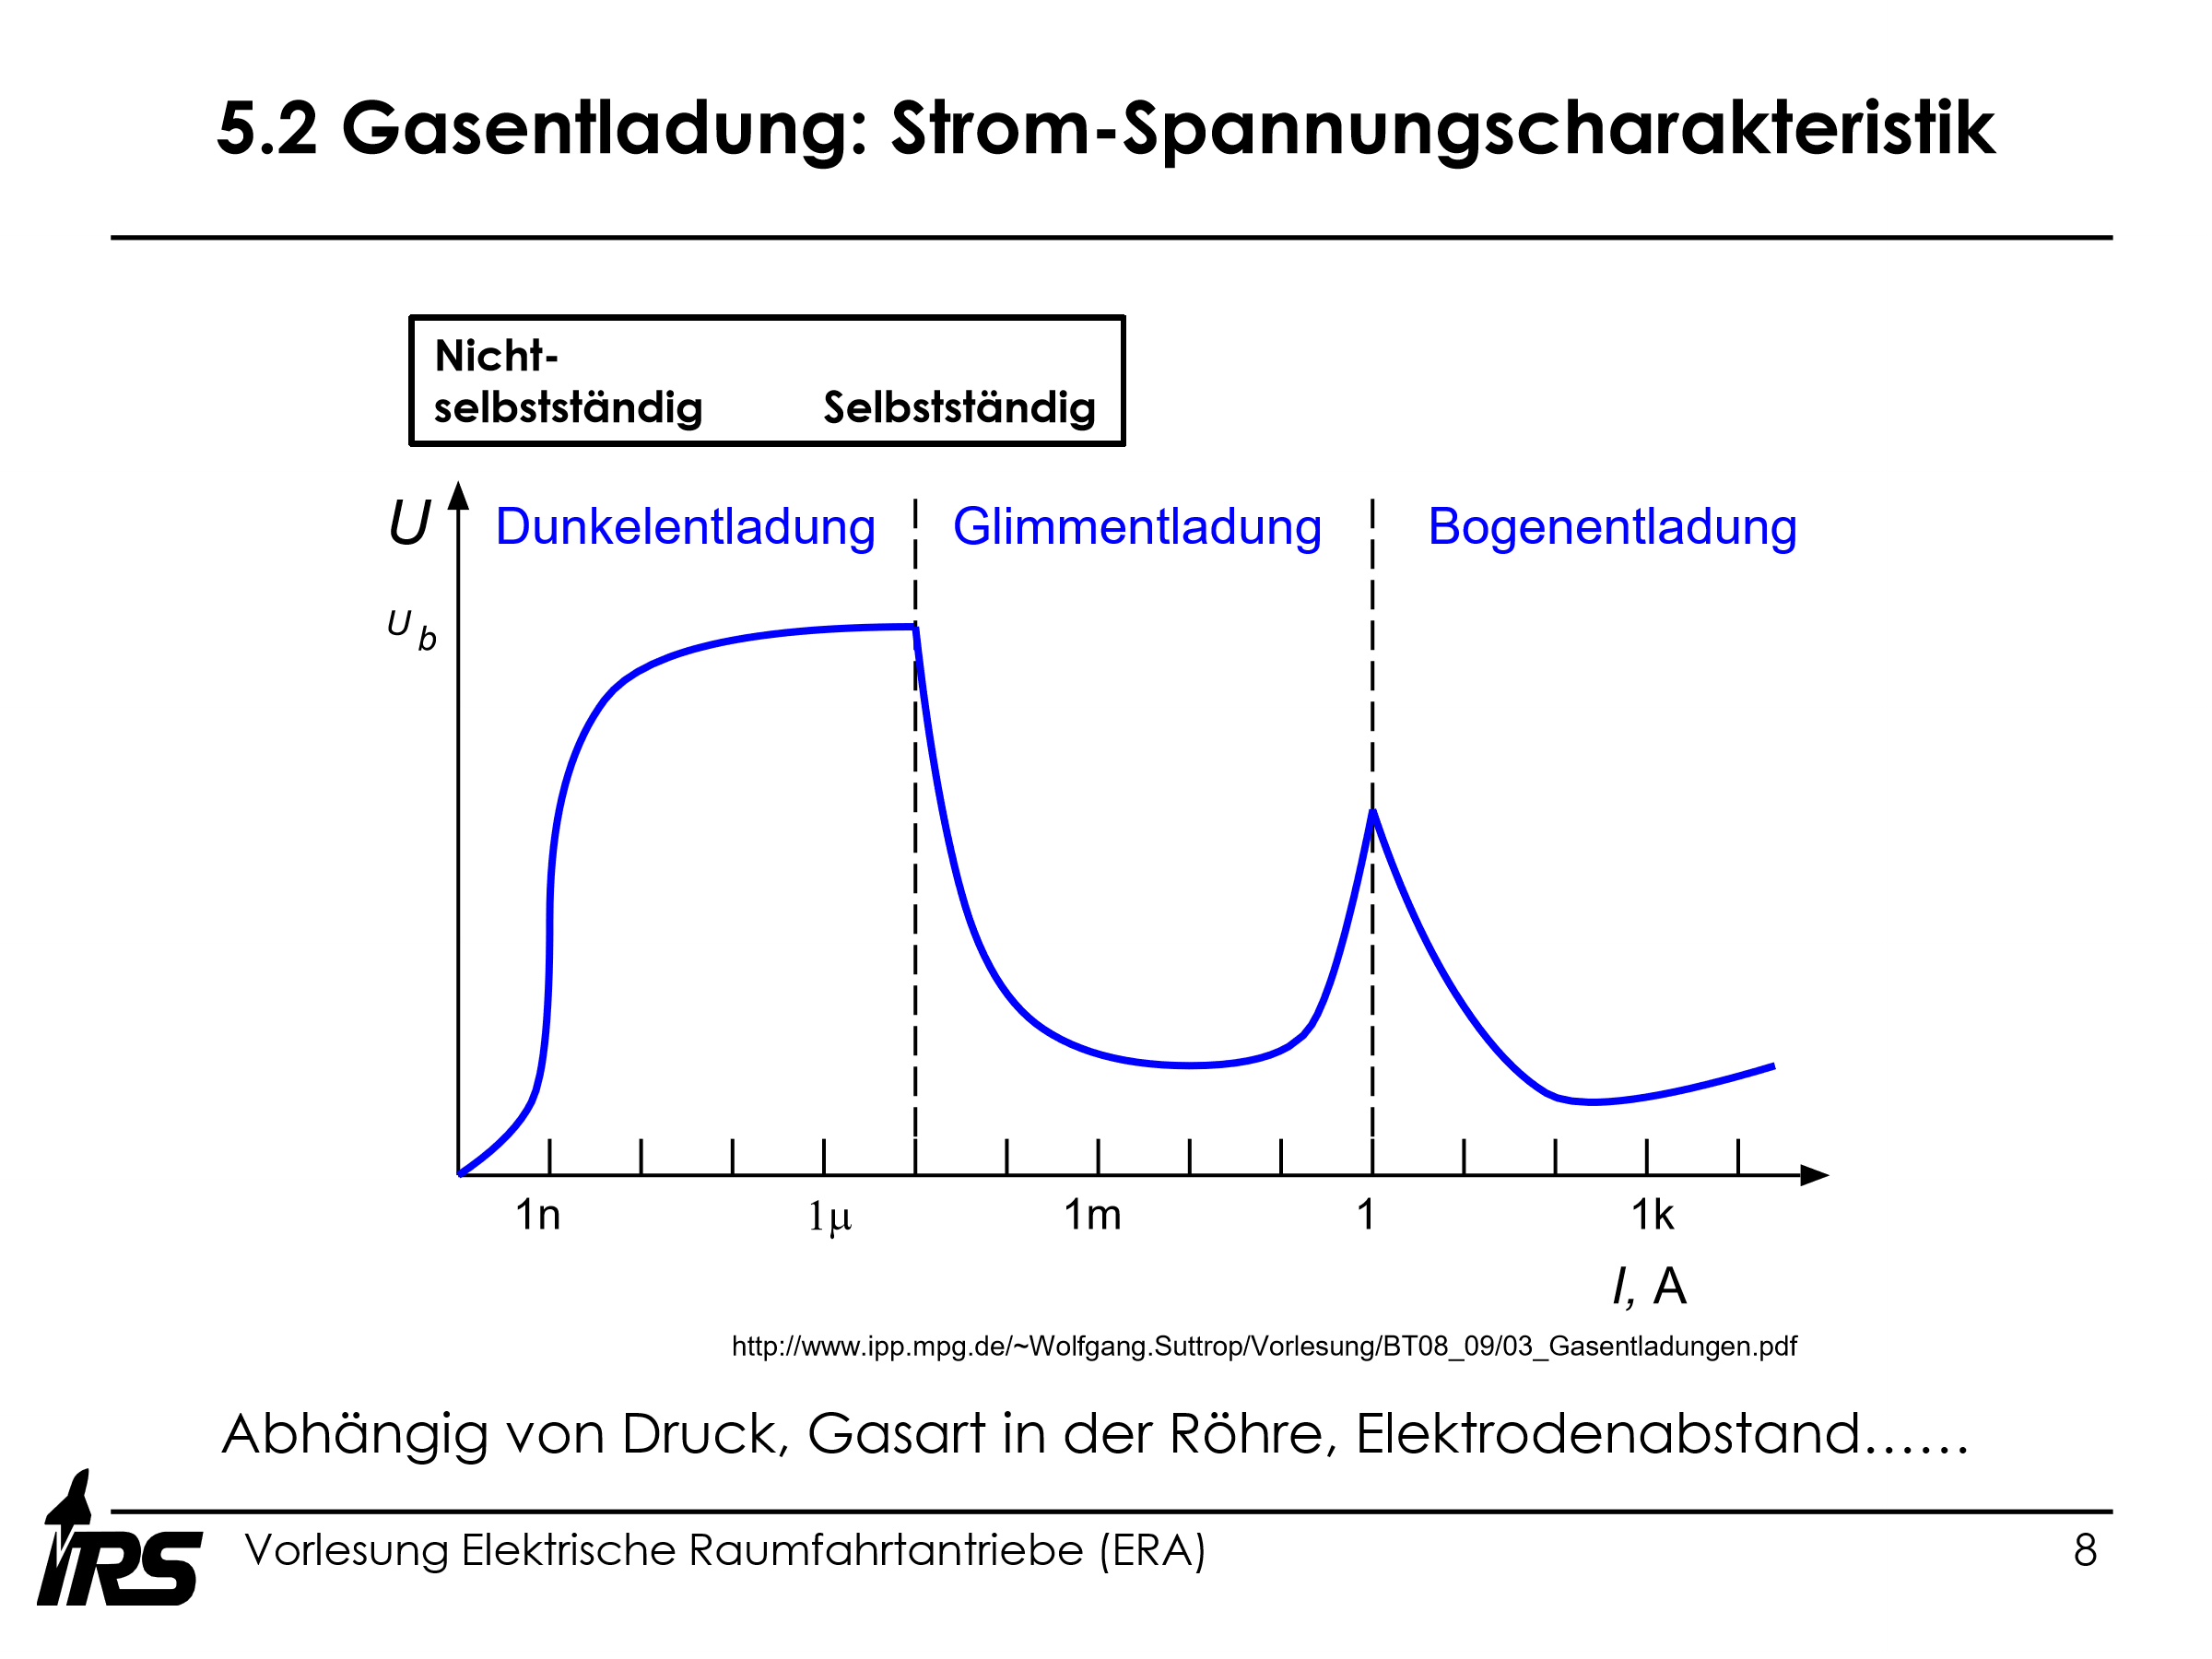 5.2 Gasentladung: Strom-Spannungscharakteristik
Nicht-
selbstständig Selbstständig
U Dunkelentladung Glimmentladung Bogenentladung
U b
1n 1μ 1m 1 1k
I, A
http://www.ipp.mpg.de/~Wolfgang.Suttrop/Vorlesung/BT08_09/03_Gasentladungen.pdf
Abhängig von Druck, Gasart in der Röhre, Elektrodenabstand……
IRS Vorlesung Elektrische Raumfahrtantriebe (ERA) 8